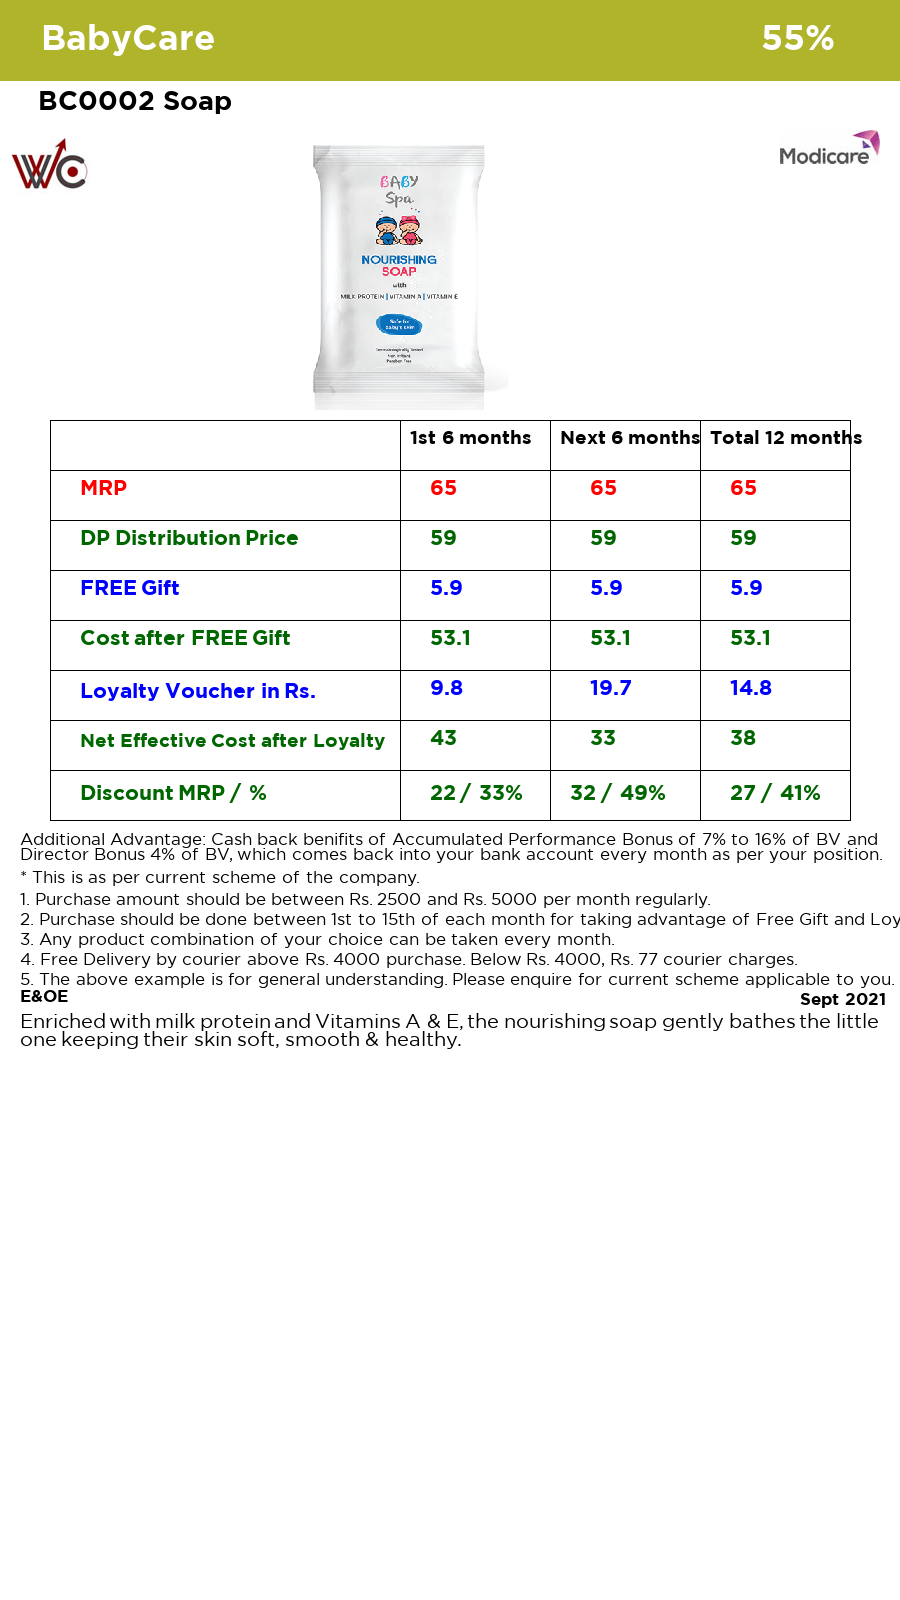 BabyCare 55%
BC0002 Soap
WC
Modicare
BABY
Spa
NOURISHING
SOAP
with
MILK PROTEIN | VITAMIN A | VITAMIN E
Safe for
baby's skin
Dermatologically Tested
Non Irritant
Paraben Free
1st 6 months Next 6 months Total 12 months
MRP 65 65 65
DP Distribution Price 59 59 59
FREE Gift 5.9 5.9 5.9
Cost after FREE Gift 53.1 53.1 53.1
Loyalty Voucher in Rs. 9.8 19.7 14.8
Net Effective Cost after Loyalty 43 33 38
Discount MRP / % 22 / 33% 32 / 49% 27 / 41%
Additional Advantage: Cash back benifits of Accumulated Performance Bonus of 7% to 16% of BV and
Director Bonus 4% of BV, which comes back into your bank account every month as per your position.
* This is as per current scheme of the company.
1. Purchase amount should be between Rs. 2500 and Rs. 5000 per month regularly.
2. Purchase should be done between 1st to 15th of each month for taking advantage of Free Gift and Loy
3. Any product combination of your choice can be taken every month.
4. Free Delivery by courier above Rs. 4000 purchase. Below Rs. 4000, Rs. 77 courier charges.
5. The above example is for general understanding. Please enquire for current scheme applicable to you.
E&OE
Sept 2021
Enriched with milk protein and Vitamins A & E, the nourishing soap gently bathes the little
one keeping their skin soft, smooth & healthy.